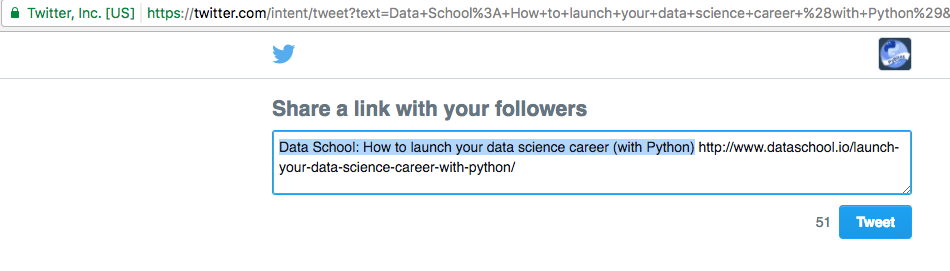 Twitter, Inc. [US] https://twitter.com/intent/tweet?text=Data+School%3A+How+to+launch+your+data+science+career+%28with+Python%29&
Share a link with your followers
Data School: How to launch your data science career (with Python) http://www.dataschool.io/launch-
your-data-science-career-with-python/
51 Tweet